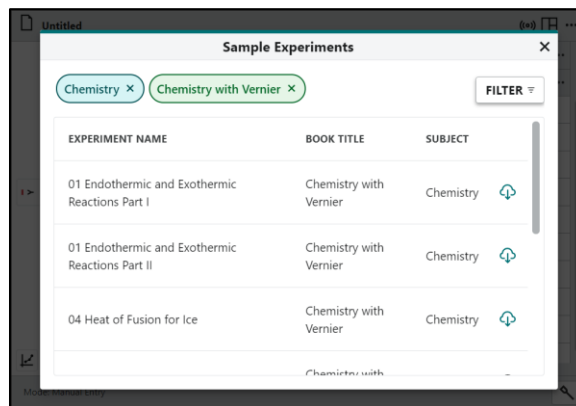 Untitled
Sample Experiments
Chemistry ×
Chemistry with Vernier ×
FILTER
EXPERIMENT NAME BOOK TITLE SUBJECT
01 Endothermic and Exothermic
Reactions Part I
Chemistry with
Vernier
Chemistry
01 Endothermic and Exothermic
Reactions Part II
Chemistry with
Vernier
Chemistry
04 Heat of Fusion for Ice
Chemistry with
Vernier
Chemistry
Chemistry with
Mode: Manual Entry